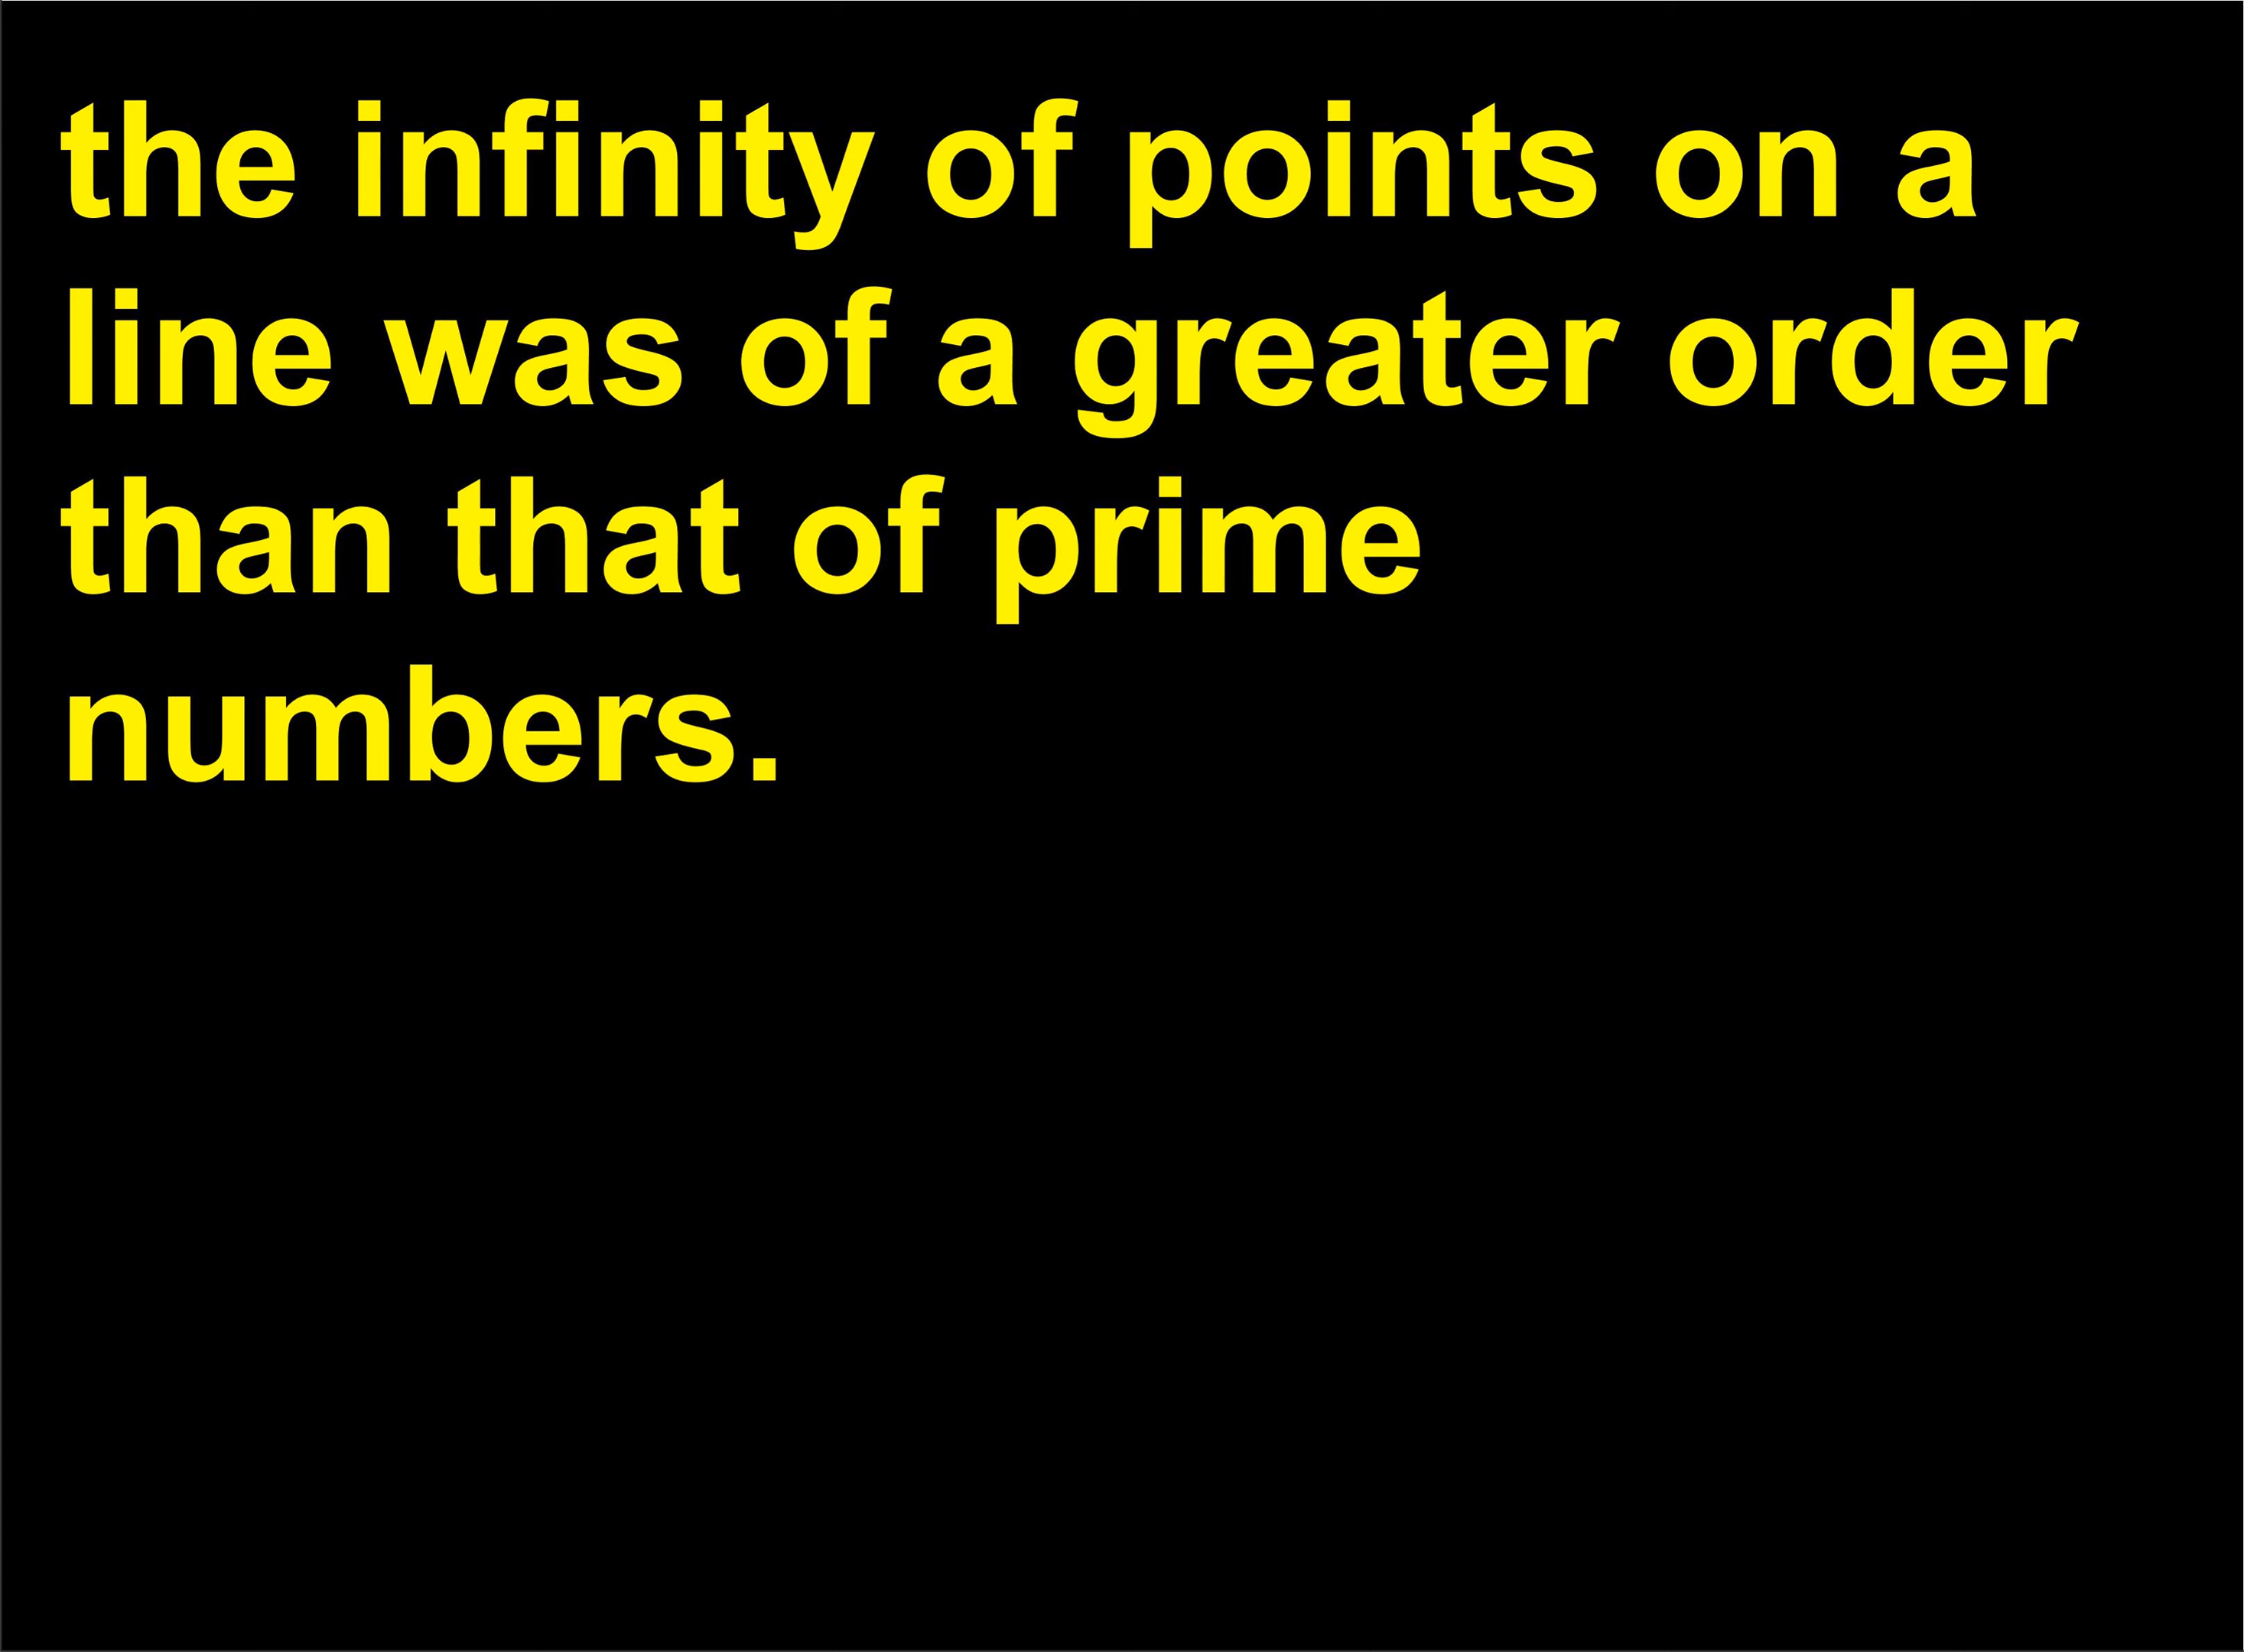 the infinity of points on a
line was of a greater order
than that of prime
numbers.